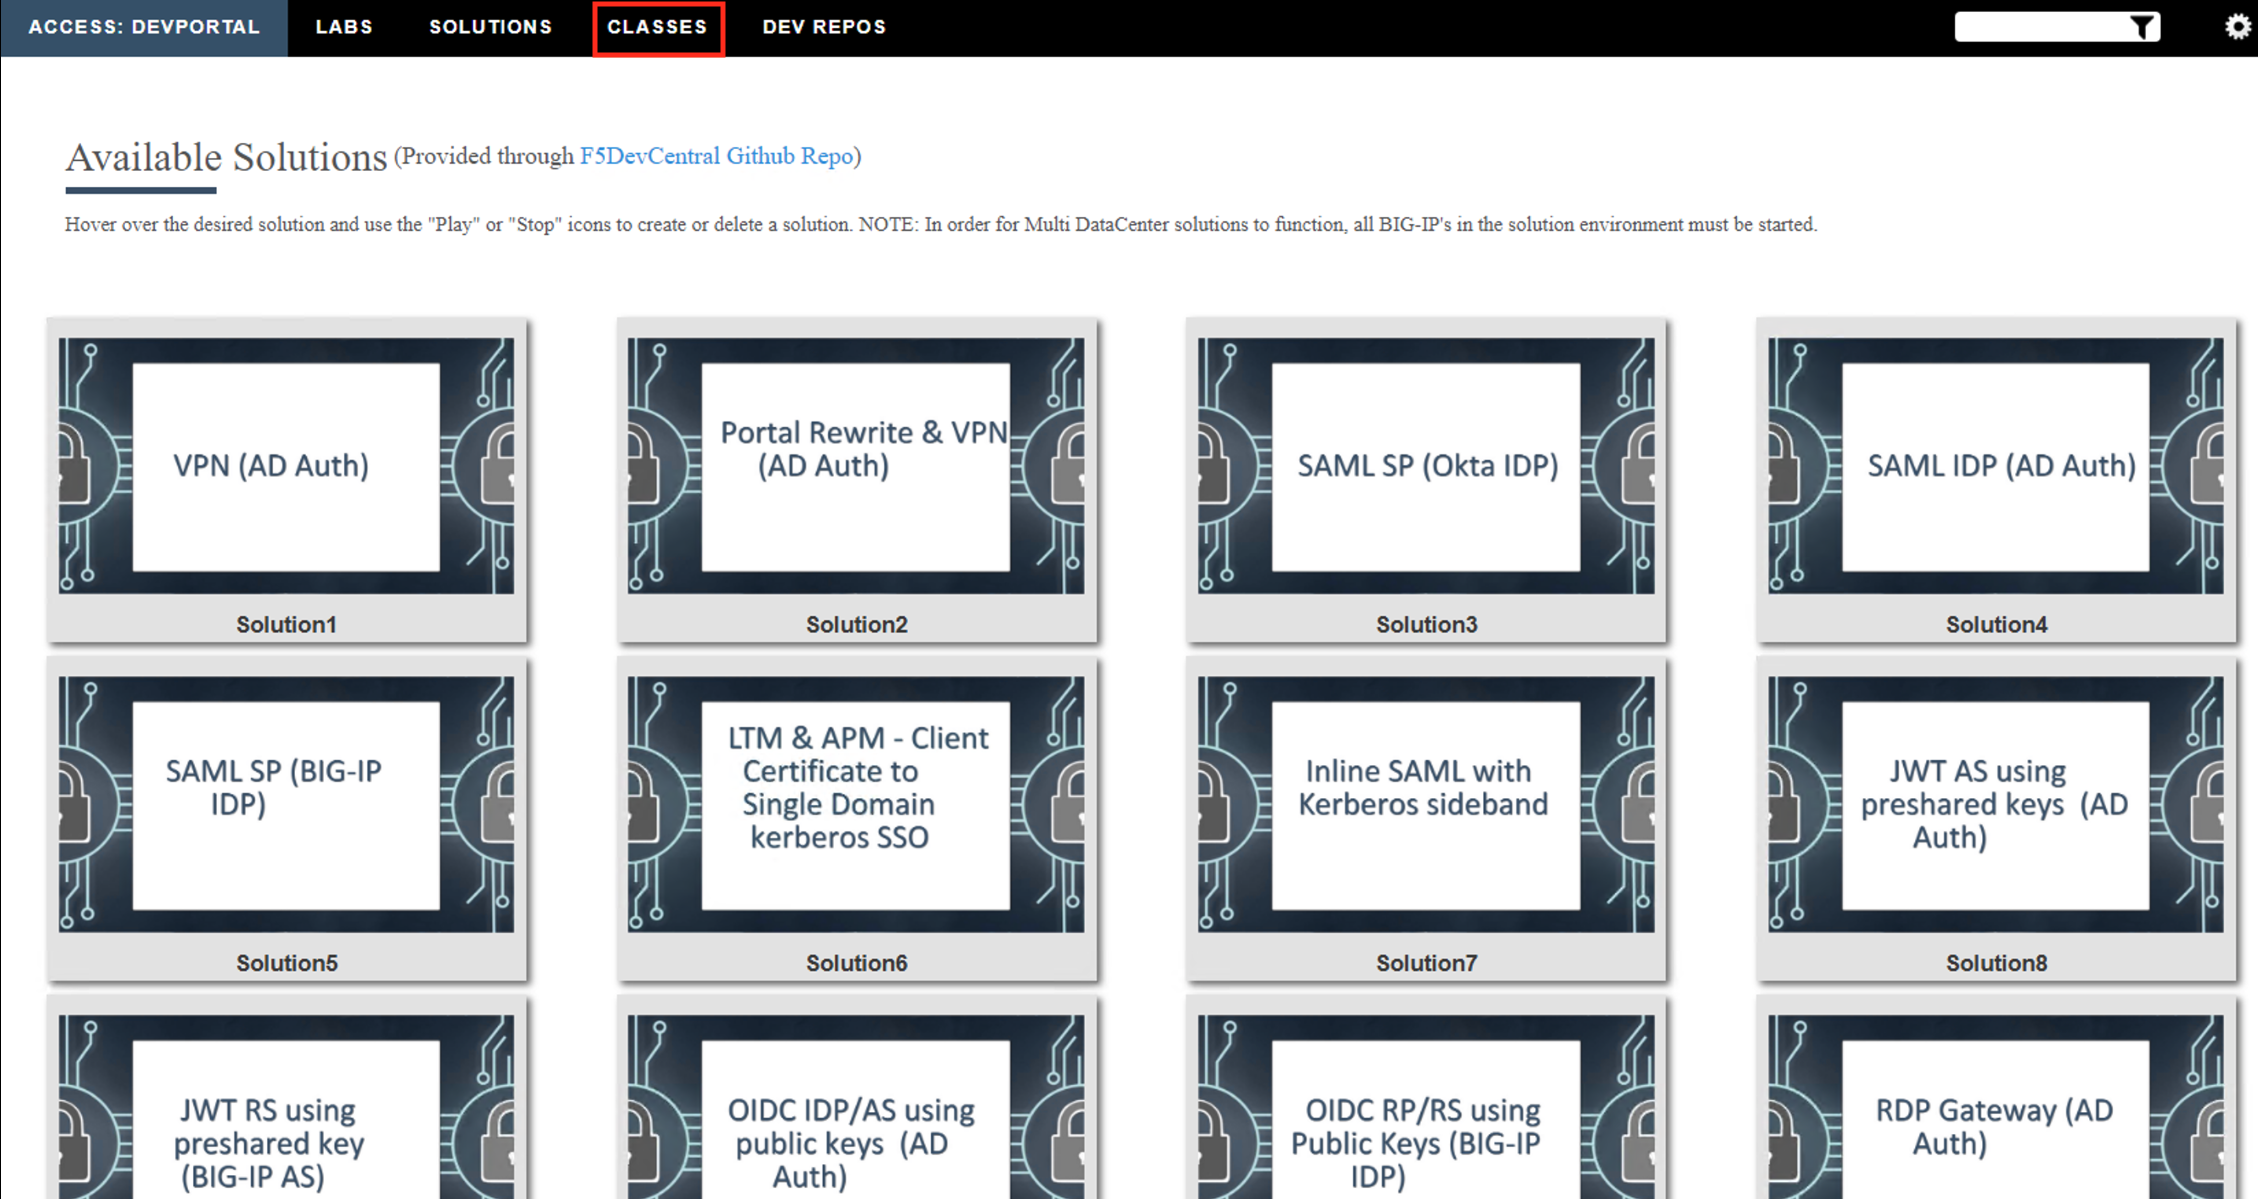 ACCESS: DEVPORTAL LABS SOLUTIONS CLASSES DEV REPOS
Available Solutions (Provided through F5DevCentral Github Repo)
Hover over the desired solution and use the "Play" or "Stop" icons to create or delete a solution. NOTE: In order for Multi DataCenter solutions to function, all BIG-IP's in the solution environment must be started.
VPN (AD Auth)
Solution1
Portal Rewrite & VPN
(AD Auth)
Solution2
SAML SP (Okta IDP)
Solution3
SAML IDP (AD Auth)
Solution4
SAML SP (BIG-IP
IDP)
Solution5
LTM & APM - Client
Certificate to
Single Domain
kerberos SSO
Solution6
Inline SAML with
Kerberos sideband
Solution7
JWT AS using
preshared keys (AD
Auth)
Solution8
JWT RS using
preshared key
(BIG-IP AS)
OIDC IDP/AS using
public keys (AD
Auth)
OIDC RP/RS using
Public Keys (BIG-IP
IDP)
RDP Gateway (AD
Auth)